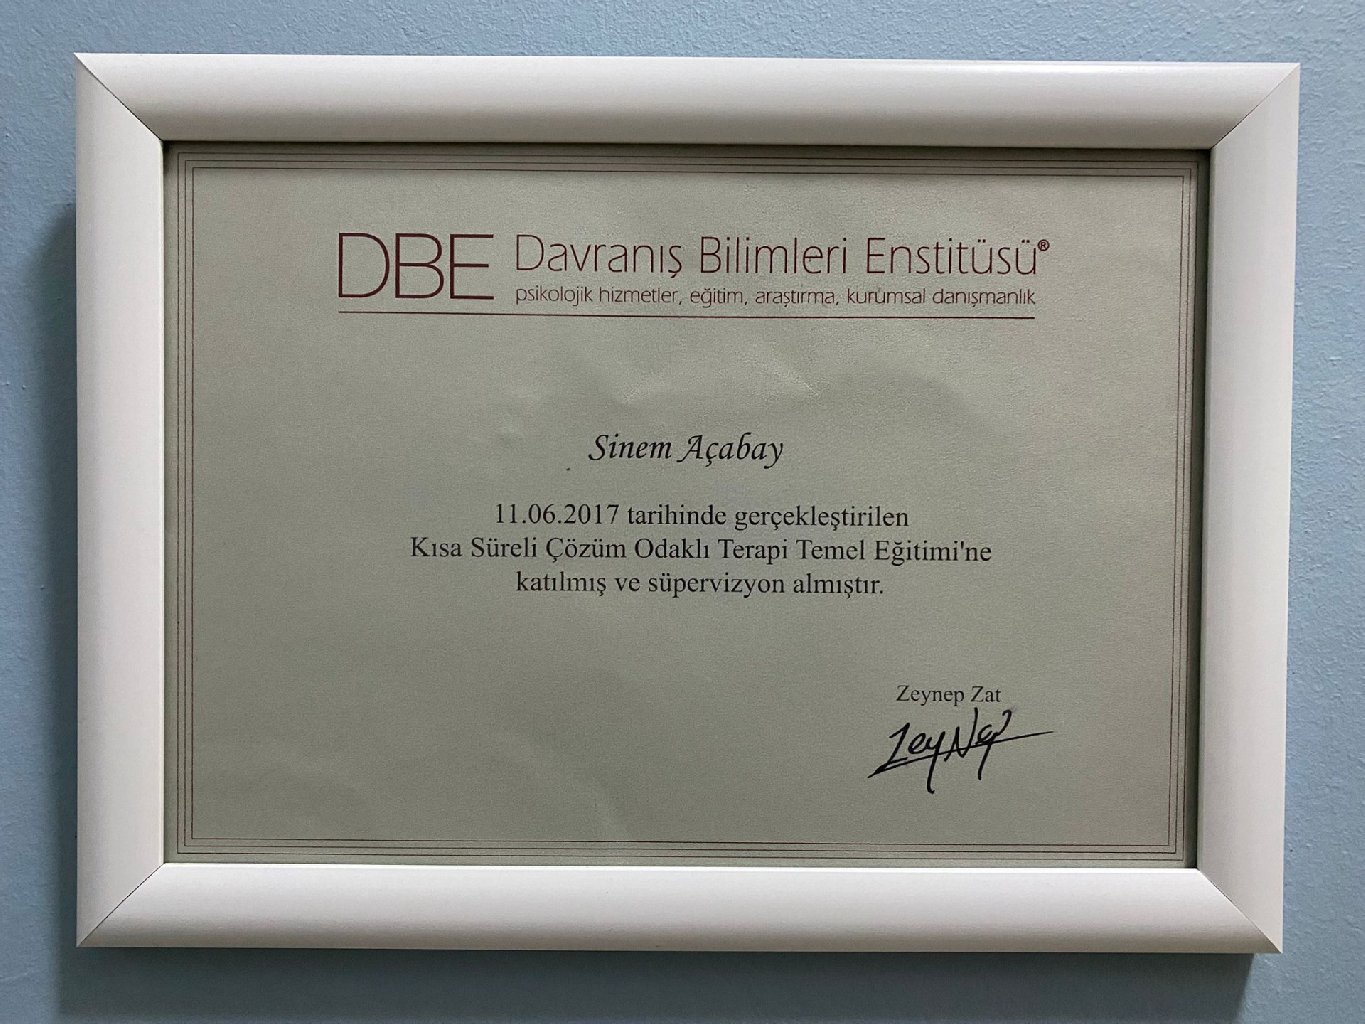 DBE Davranış Bilimleri Enstitüsü®
psikolojik hizmetler, eğitim, araştırma, kurumsal danışmanlık
Sinem Açabay
11.06.2017 tarihinde gerçekleştirilen
Kısa Süreli Çözüm Odaklı Terapi Temel Eğitimi'ne
katılmış ve süpervizyon almıştır.
Zeynep Zat
Zeynep